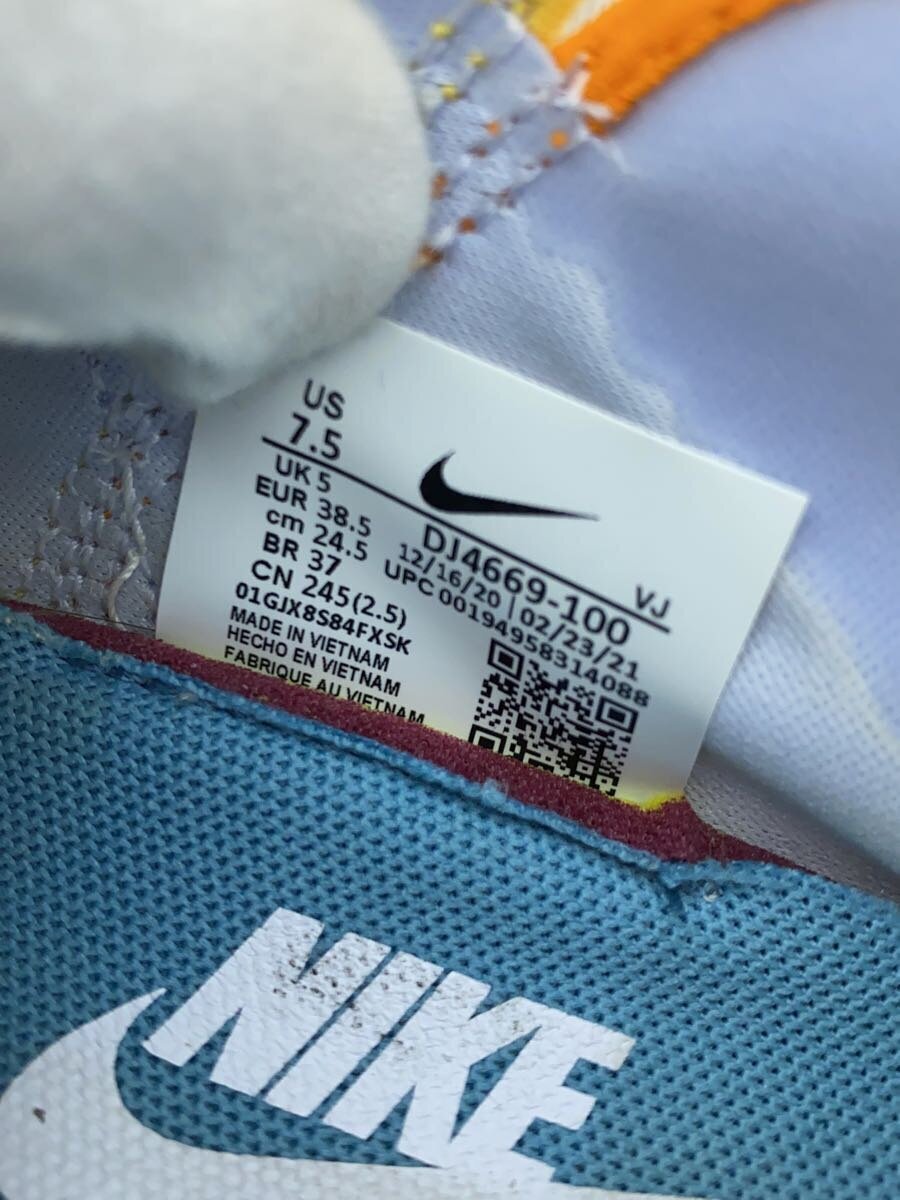 US
7.5
UK 5
EUR 38.5
cm 24.5
BR 37
CN 245(2.5)
01GJX8S84FXSK
MADE IN VIETNAM
HECHO EN VIETNAM
FABRIQUE AU VIETNAM
DJ4669-100 VJ
12/16/20 | 02/23/21
UPC 00194958314088
NIKE